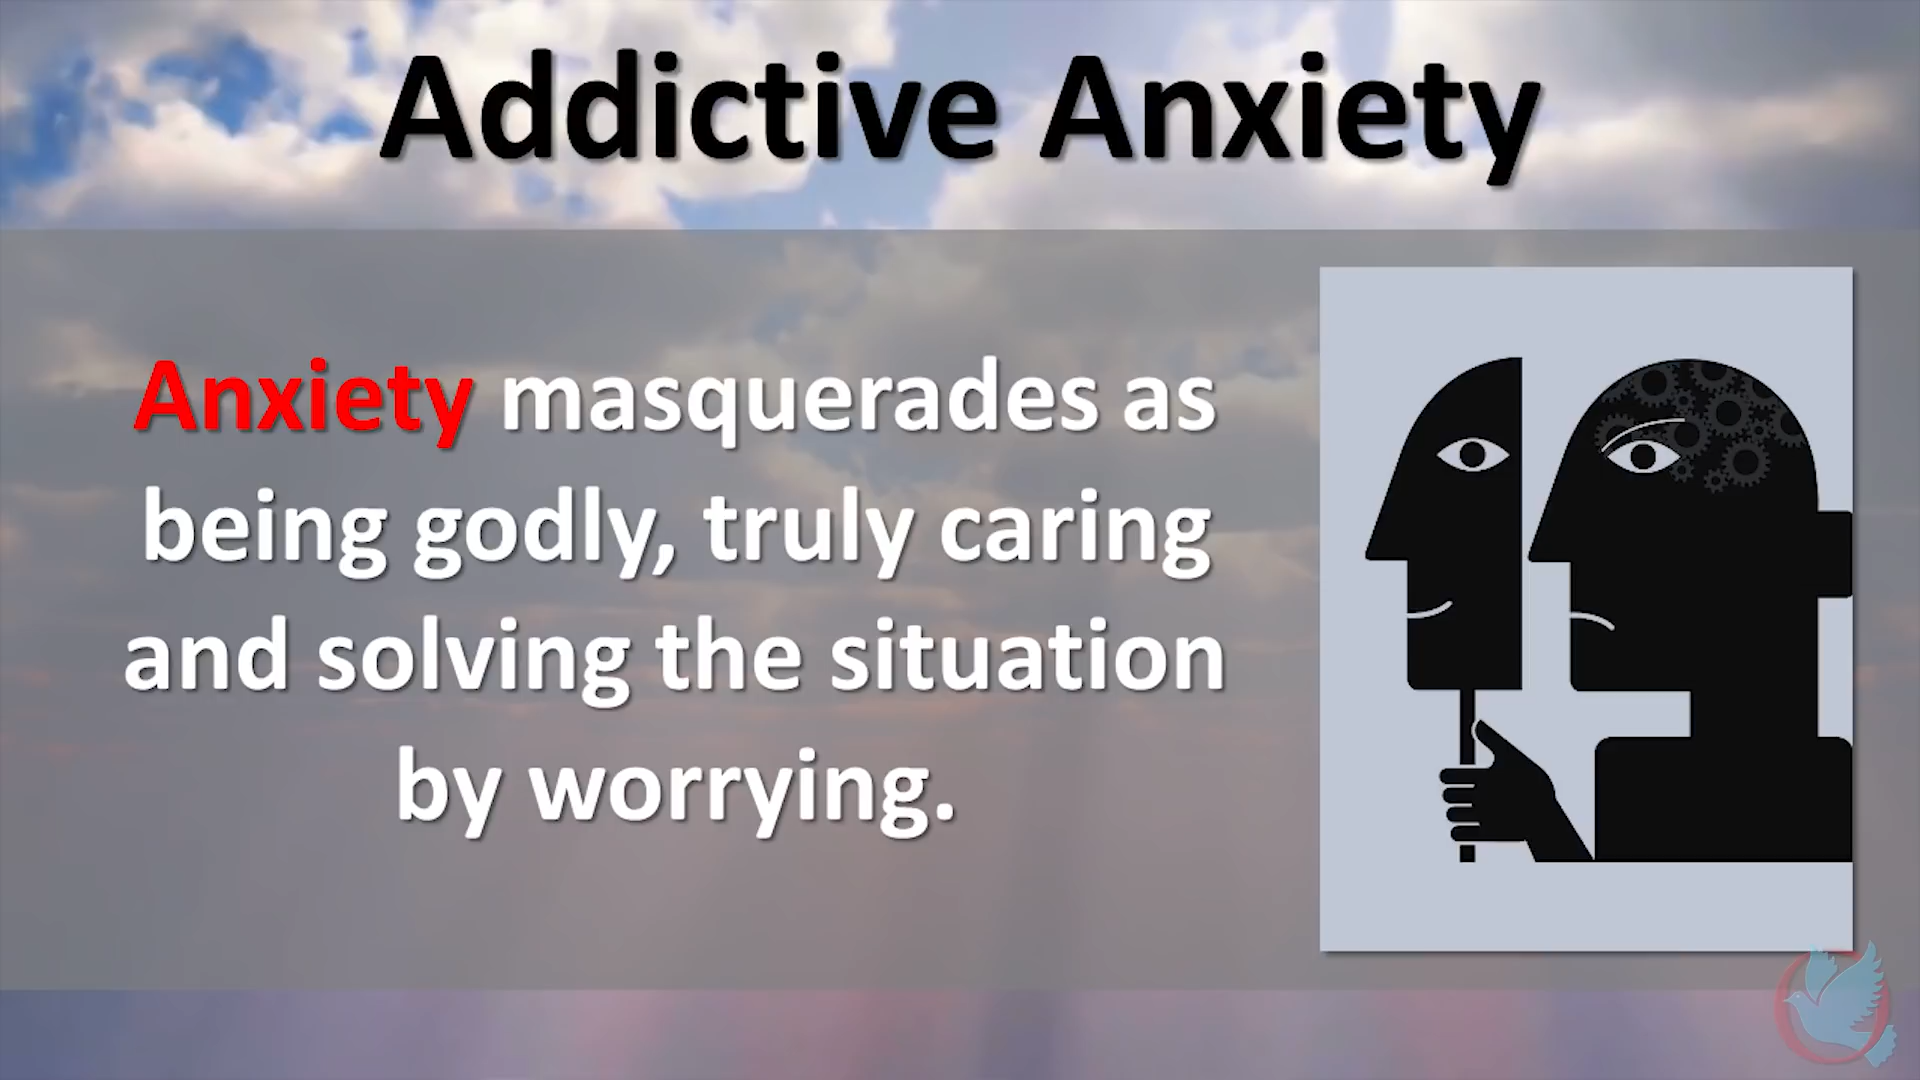 Addictive Anxiety
Anxiety masquerades as
being godly, truly caring
and solving the situation
by worrying.